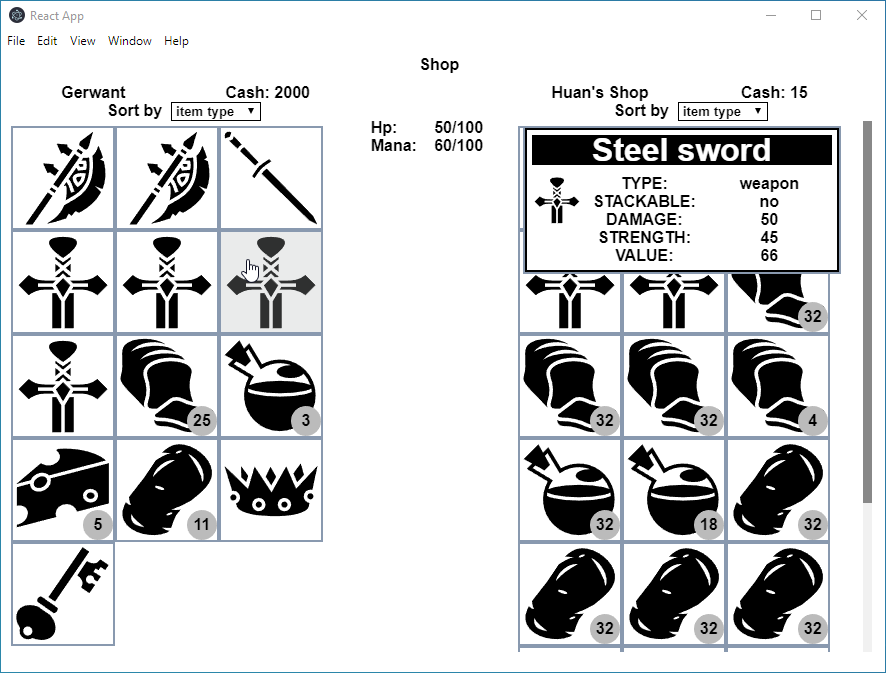 React App
File Edit View Window Help
Shop
Gerwant Cash: 2000
Sort by item type
Hp: 50/100
Mana: 60/100
Huan's Shop Cash: 15
Sort by item type
Steel sword
TYPE: weapon
STACKABLE: no
DAMAGE: 50
STRENGTH: 45
VALUE: 66
25
3
5
11
32
32
32
4
32
18
32
32
32
32